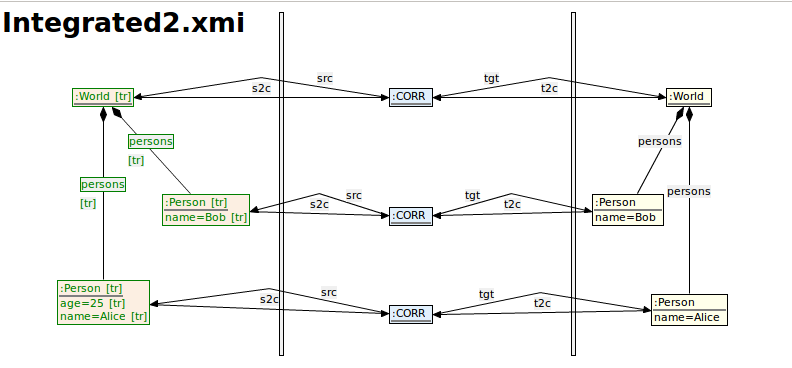 Integrated2.xmi
src
tgt
s2c
t2c
:World [tr]
:CORR
:World
persons
[tr]
persons
persons
[tr]
persons
src
tgt
s2c
t2c
:Person [tr]
name=Bob [tr]
:CORR
:Person
name=Bob
src
tgt
s2c
t2c
:Person [tr]
age=25 [tr]
name=Alice [tr]
:CORR
:Person
name=Alice